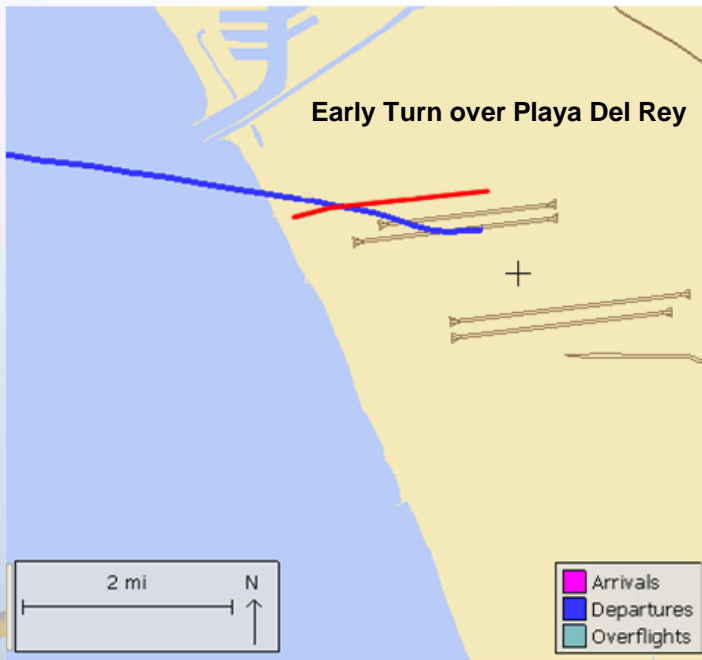 Early Turn over Playa Del Rey
2 mi
N
Arrivals
Departures
Overflights